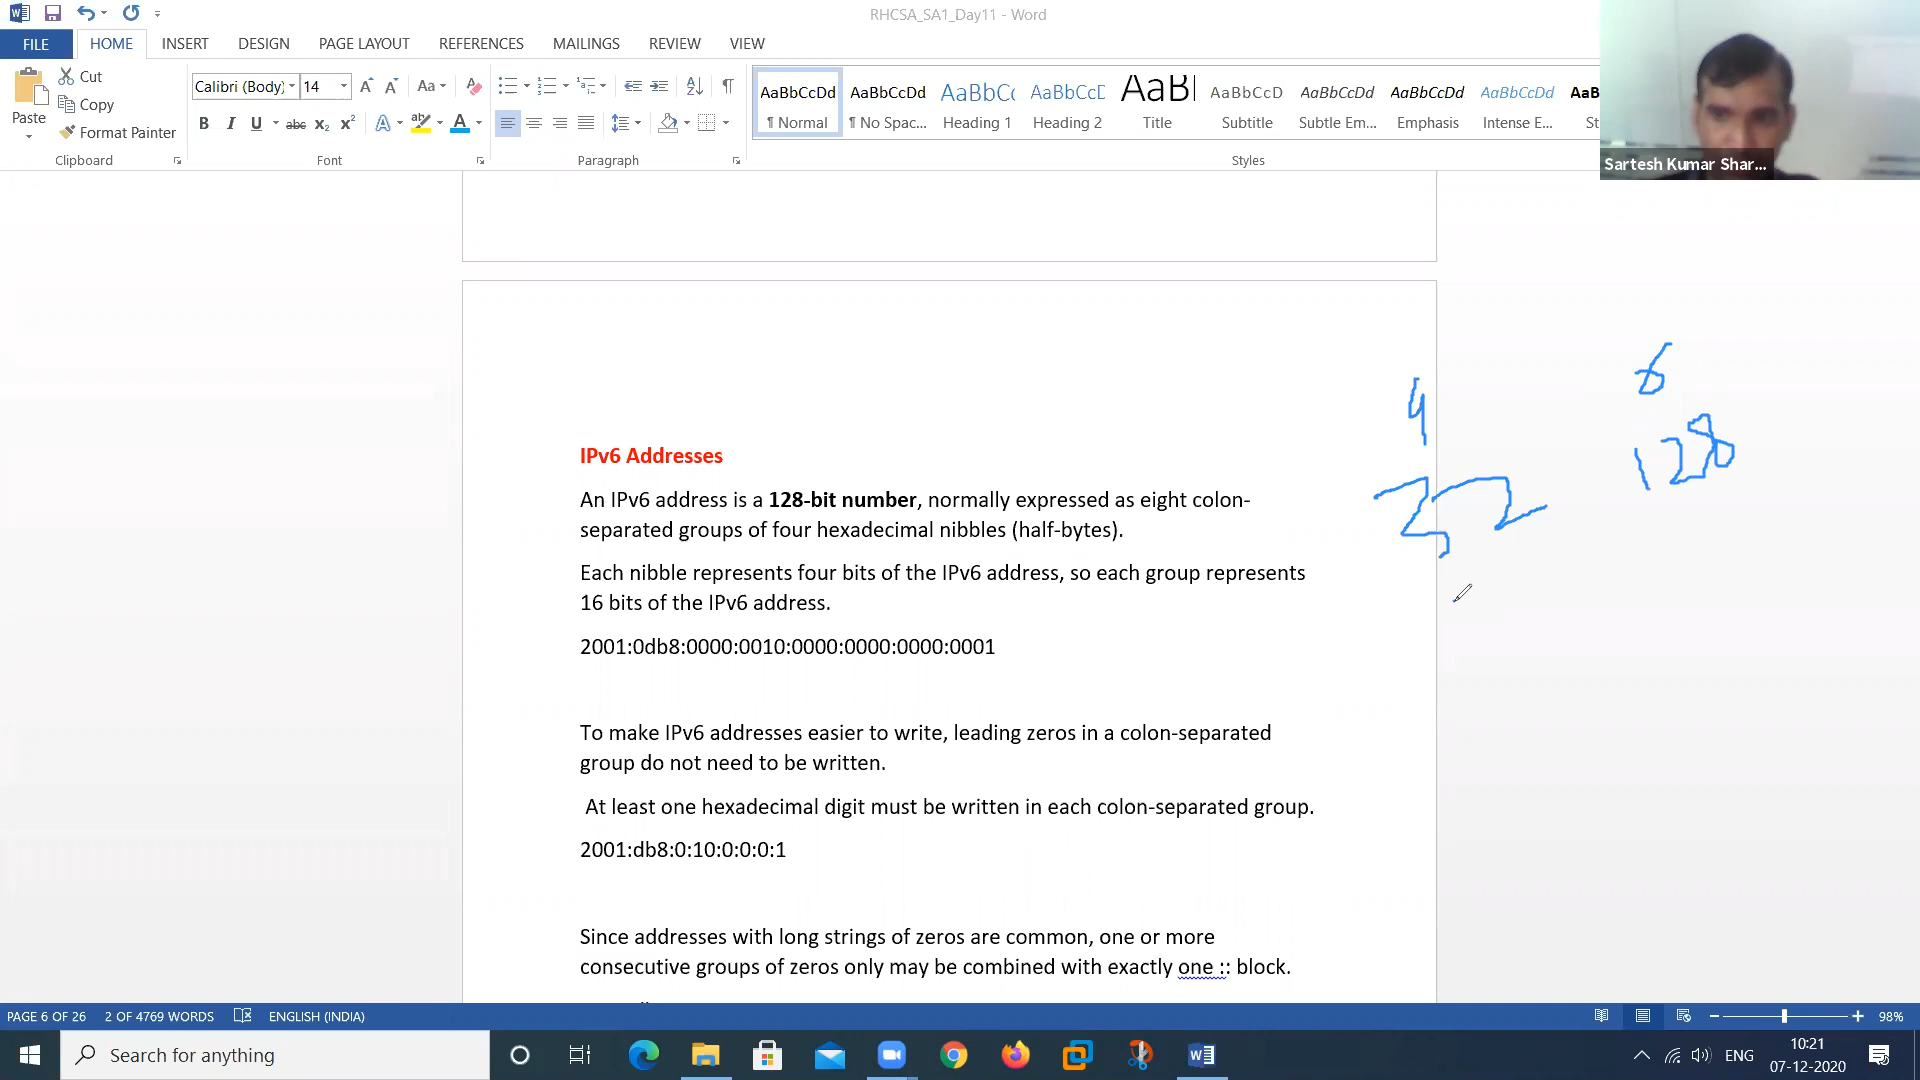 RHCSA_SA1_Day11 - Word
FILE HOME INSERT DESIGN PAGE LAYOUT REFERENCES MAILINGS REVIEW VIEW
Cut
Copy
Format Painter
Paste
Clipboard
Calibri (Body) 14
Font
Paragraph
AaBbCcDd AaBbCcDd AaBbC AaBbCcD AaB AaBbCcD AaBbCcDd AaBbCcDd AaBbCcDd AaB
¶ Normal ¶ No Spac... Heading 1 Heading 2 Title Subtitle Subtle Em... Emphasis Intense E... St
Styles
Sartesh Kumar Shar...
4
32
6
128
IPv6 Addresses
An IPv6 address is a 128-bit number, normally expressed as eight colon-
separated groups of four hexadecimal nibbles (half-bytes).
Each nibble represents four bits of the IPv6 address, so each group represents
16 bits of the IPv6 address.
2001:0db8:0000:0010:0000:0000:0000:0001
To make IPv6 addresses easier to write, leading zeros in a colon-separated
group do not need to be written.
At least one hexadecimal digit must be written in each colon-separated group.
2001:db8:0:10:0:0:0:1
Since addresses with long strings of zeros are common, one or more
consecutive groups of zeros only may be combined with exactly one :: block.
PAGE 6 OF 26 2 OF 4769 WORDS ENGLISH (INDIA) 98%
Search for anything
ENG
10:21
07-12-2020